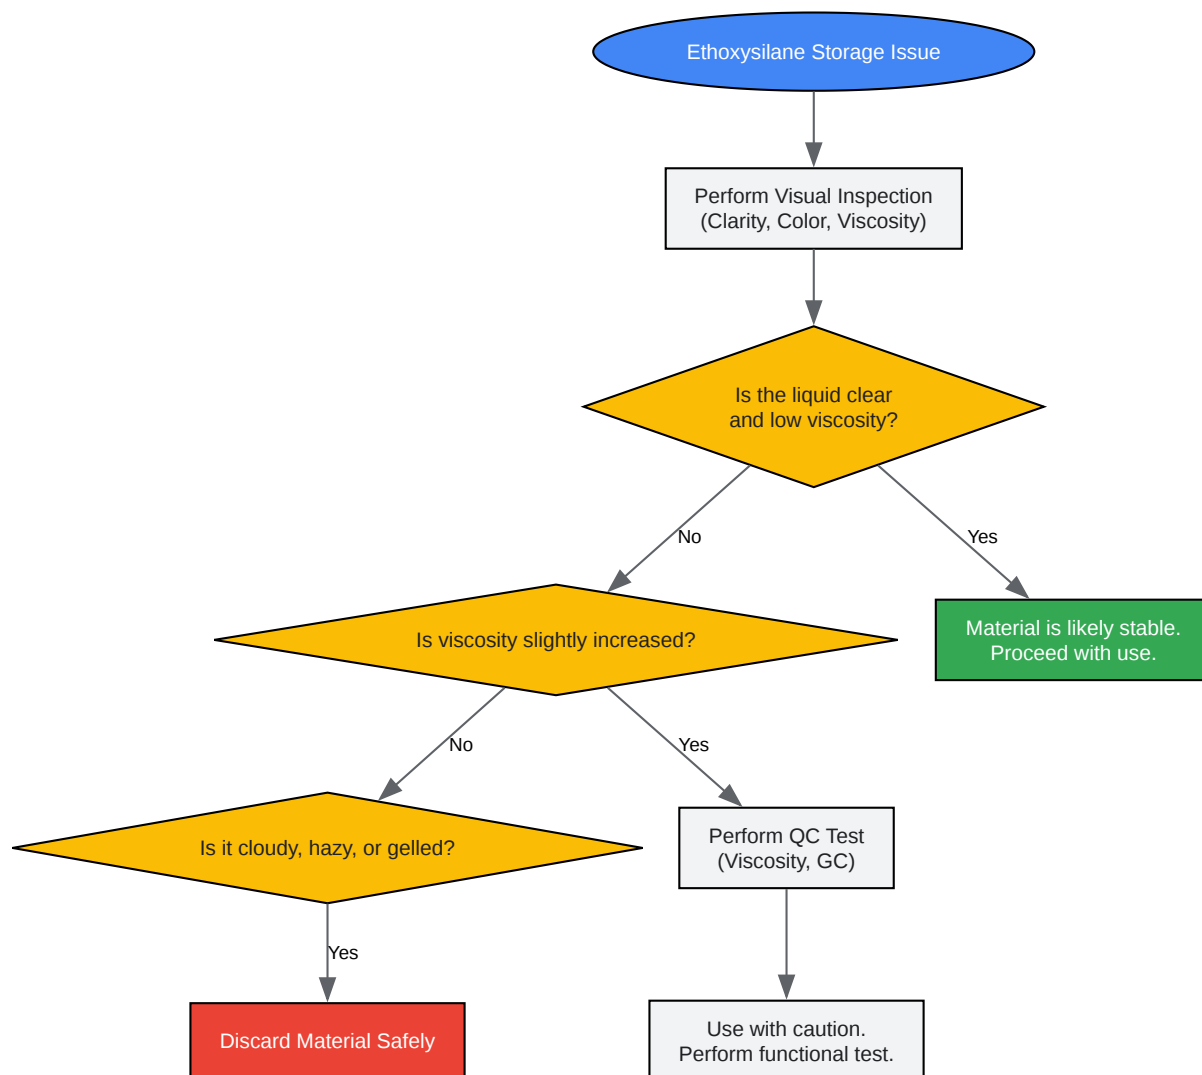 Ethoxysilane Storage Issue
Perform Visual Inspection
(Clarity, Color, Viscosity)
Is the liquid clear
and low viscosity?
No
Yes
Is viscosity slightly increased?
Material is likely stable.
Proceed with use.
No
Yes
Is it cloudy, hazy, or gelled?
Perform QC Test
(Viscosity, GC)
Yes
Discard Material Safely
Use with caution.
Perform functional test.